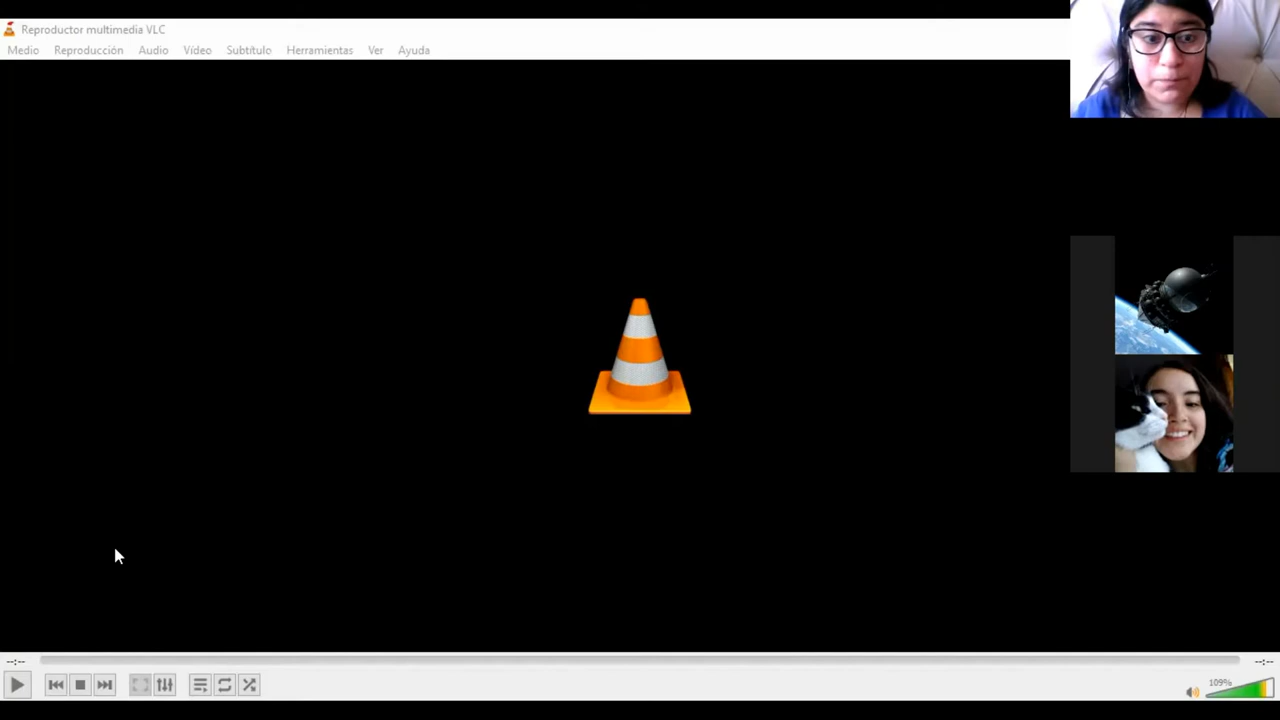 Reproductor multimedia VLC
Medio Reproducción Audio Vídeo Subtítulo Herramientas Ver Ayuda
--:-- --:--
109%